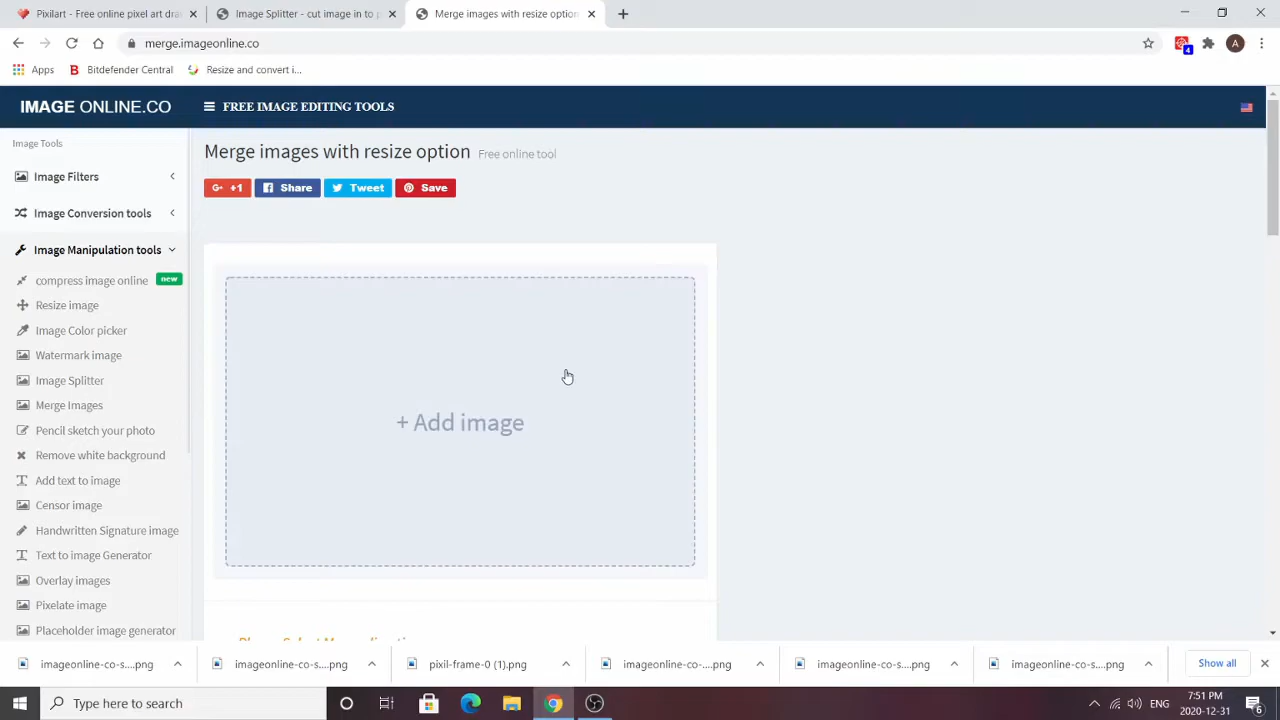 Pixilart - Free online pixel art dra
Image Splitter - cut image in to p
Merge images with resize option
merge.imageonline.co
A
4
Apps
Bitdefender Central
Resize and convert i...
IMAGE ONLINE.CO
FREE IMAGE EDITING TOOLS
Image Tools
Merge images with resize option Free online tool
Image Filters
G+ +1
Share
Tweet
Save
Image Conversion tools
Image Manipulation tools
compress image online new
Resize image
Image Color picker
Watermark image
Image Splitter
Merge Images
+ Add image
Pencil sketch your photo
Remove white background
Add text to image
Censor image
Handwritten Signature image
Text to image Generator
Overlay images
Pixelate image
Placeholder image generator
imageonline-co-s....png
imageonline-co-s....png
pixil-frame-0 (1).png
imageonline-co-....png
imageonline-co-s....png
imageonline-co-s....png
Show all
Type here to search
ENG
7:51 PM
2020-12-31
6